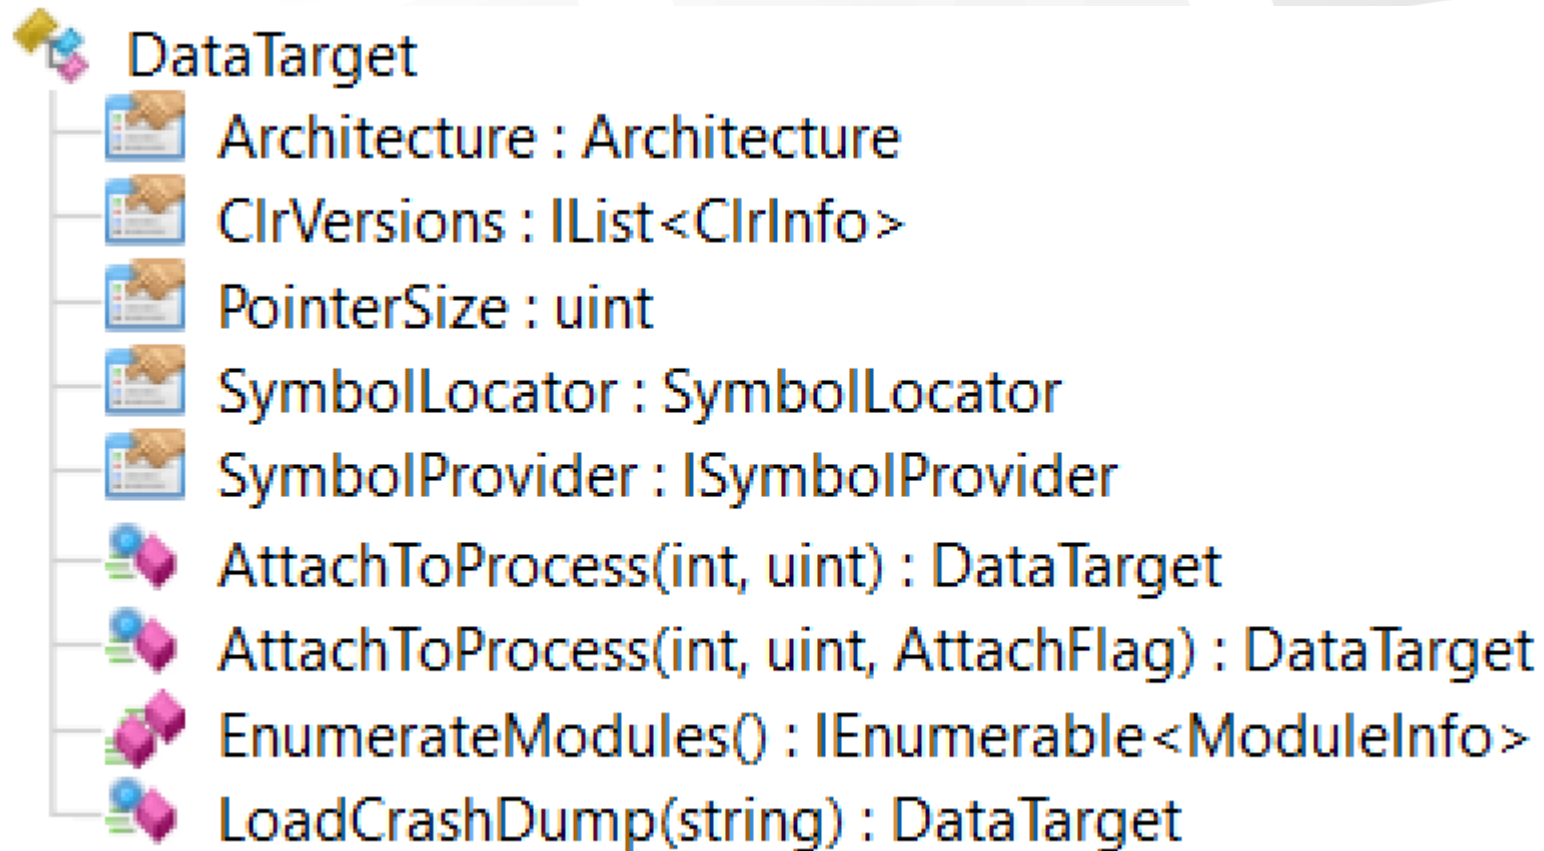 DataTarget
Architecture : Architecture
ClrVersions : IList<ClrInfo>
PointerSize : uint
SymbolLocator : SymbolLocator
SymbolProvider : ISymbolProvider
AttachToProcess(int, uint) : DataTarget
AttachToProcess(int, uint, AttachFlag) : DataTarget
EnumerateModules() : IEnumerable<ModuleInfo>
LoadCrashDump(string) : DataTarget